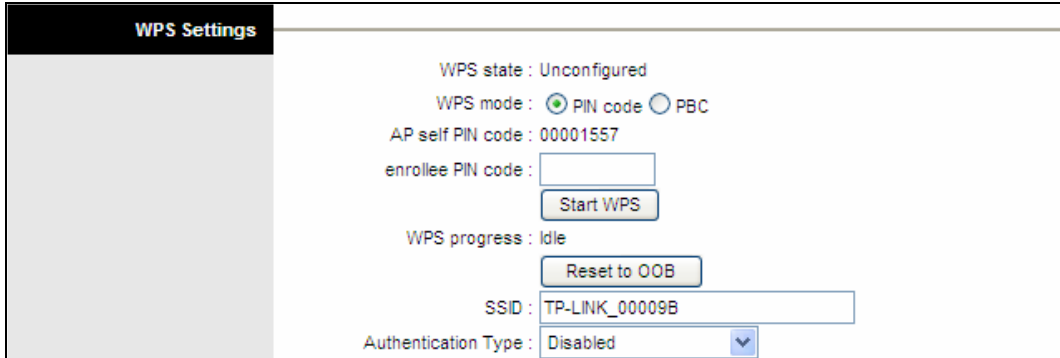 WPS Settings
WPS state : Unconfigured
WPS mode : PIN code PBC
AP self PIN code : 00001557
enrollee PIN code :
Start WPS
WPS progress : Idle
Reset to OOB
SSID : TP-LINK_00009B
Authentication Type : Disabled